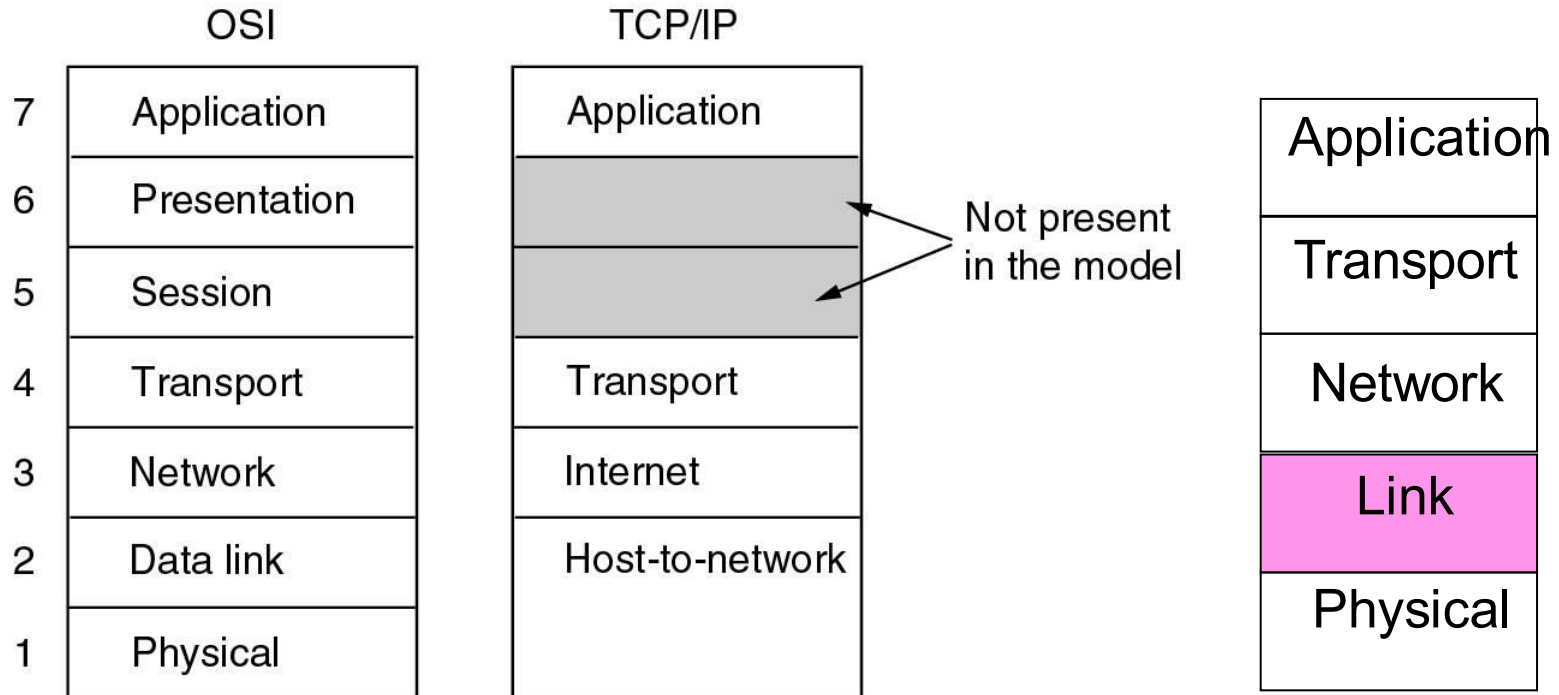 OSI
TCP/IP
7
Application
Application
6
Presentation
5
Session
4
Transport
Transport
3
Network
Internet
2
Data link
Host-to-network
1
Physical
Not present
in the model
Application
Transport
Network
Link
Physical